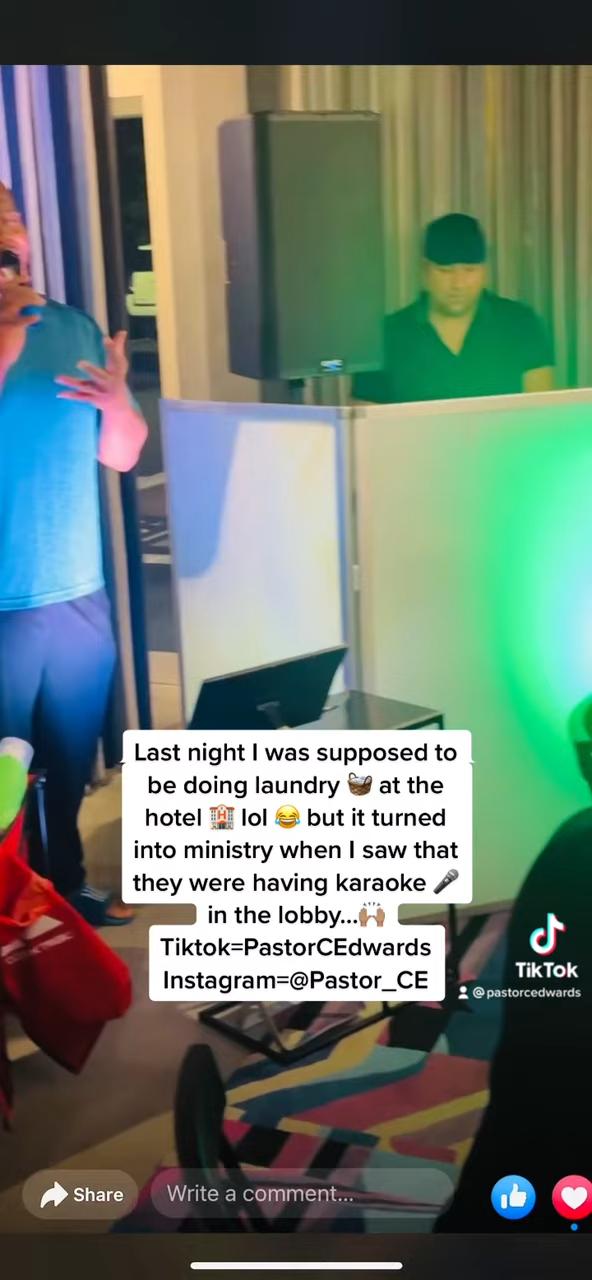 Last night I was supposed to
be doing laundry 🧺 at the
hotel 🏩 lol 😂 but it turned
into ministry when I saw that
they were having karaoke 🎤
in the lobby...🙌🏽
Tiktok=PastorCEdwards
Instagram=@Pastor_CE
TikTok
@pastorcedwards
Share
Write a comment...